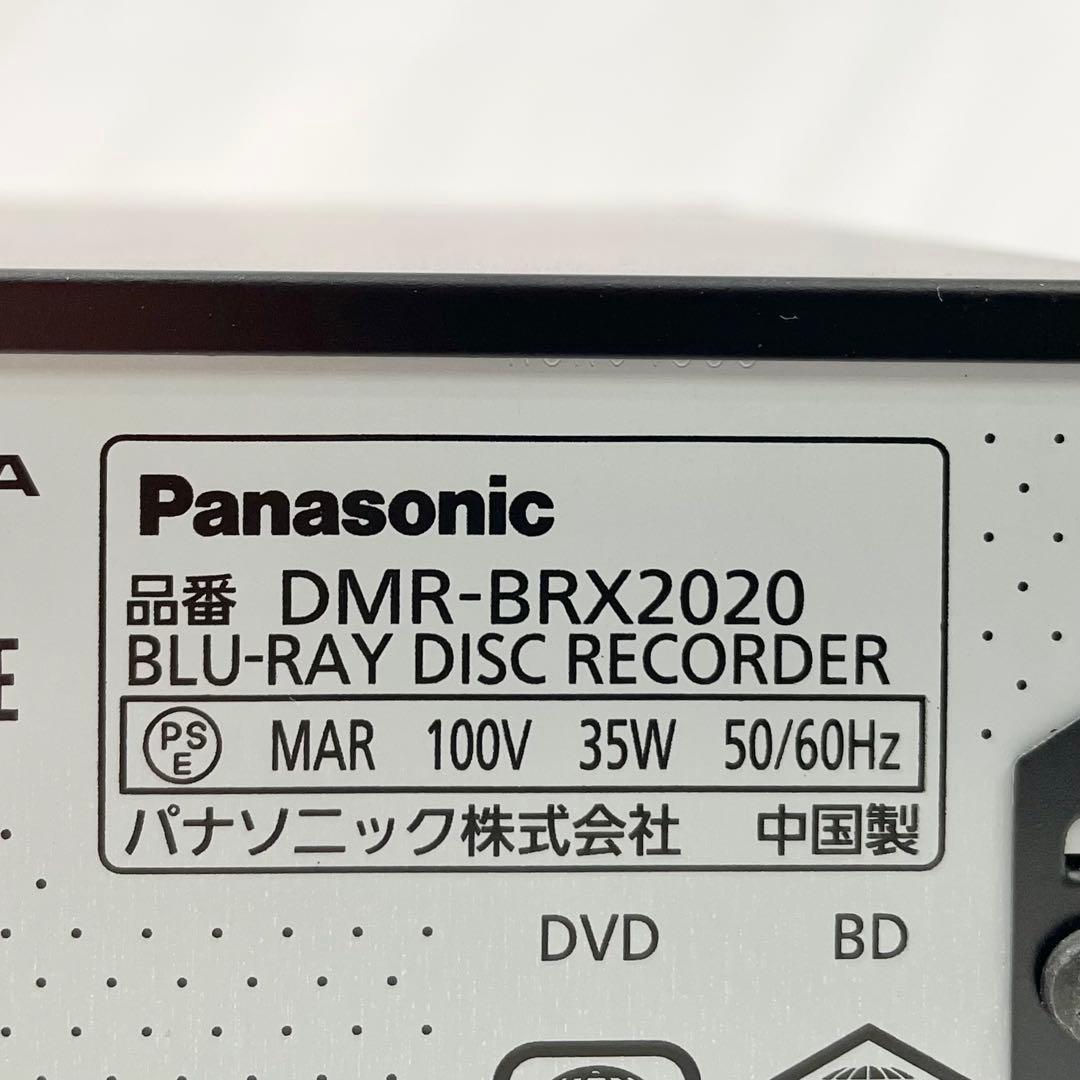 Panasonic
品番 DMR-BRX2020
BLU-RAY DISC RECORDER
PSE MAR 100V 35W 50/60Hz
パナソニック株式会社 中国製
DVD BD